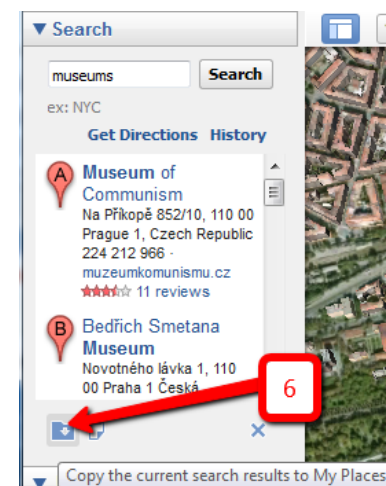 ▼ Search
museums Search
ex: NYC
Get Directions History
A Museum of
Communism
Na Příkopě 852/10, 110 00
Prague 1, Czech Republic
224 212 966 -
muzeumkomunismu.cz
11 reviews
B Bedřich Smetana
Museum
Novotného lávka 1, 110
00 Praha 1 Česká
6
Copy the current search results to My Places